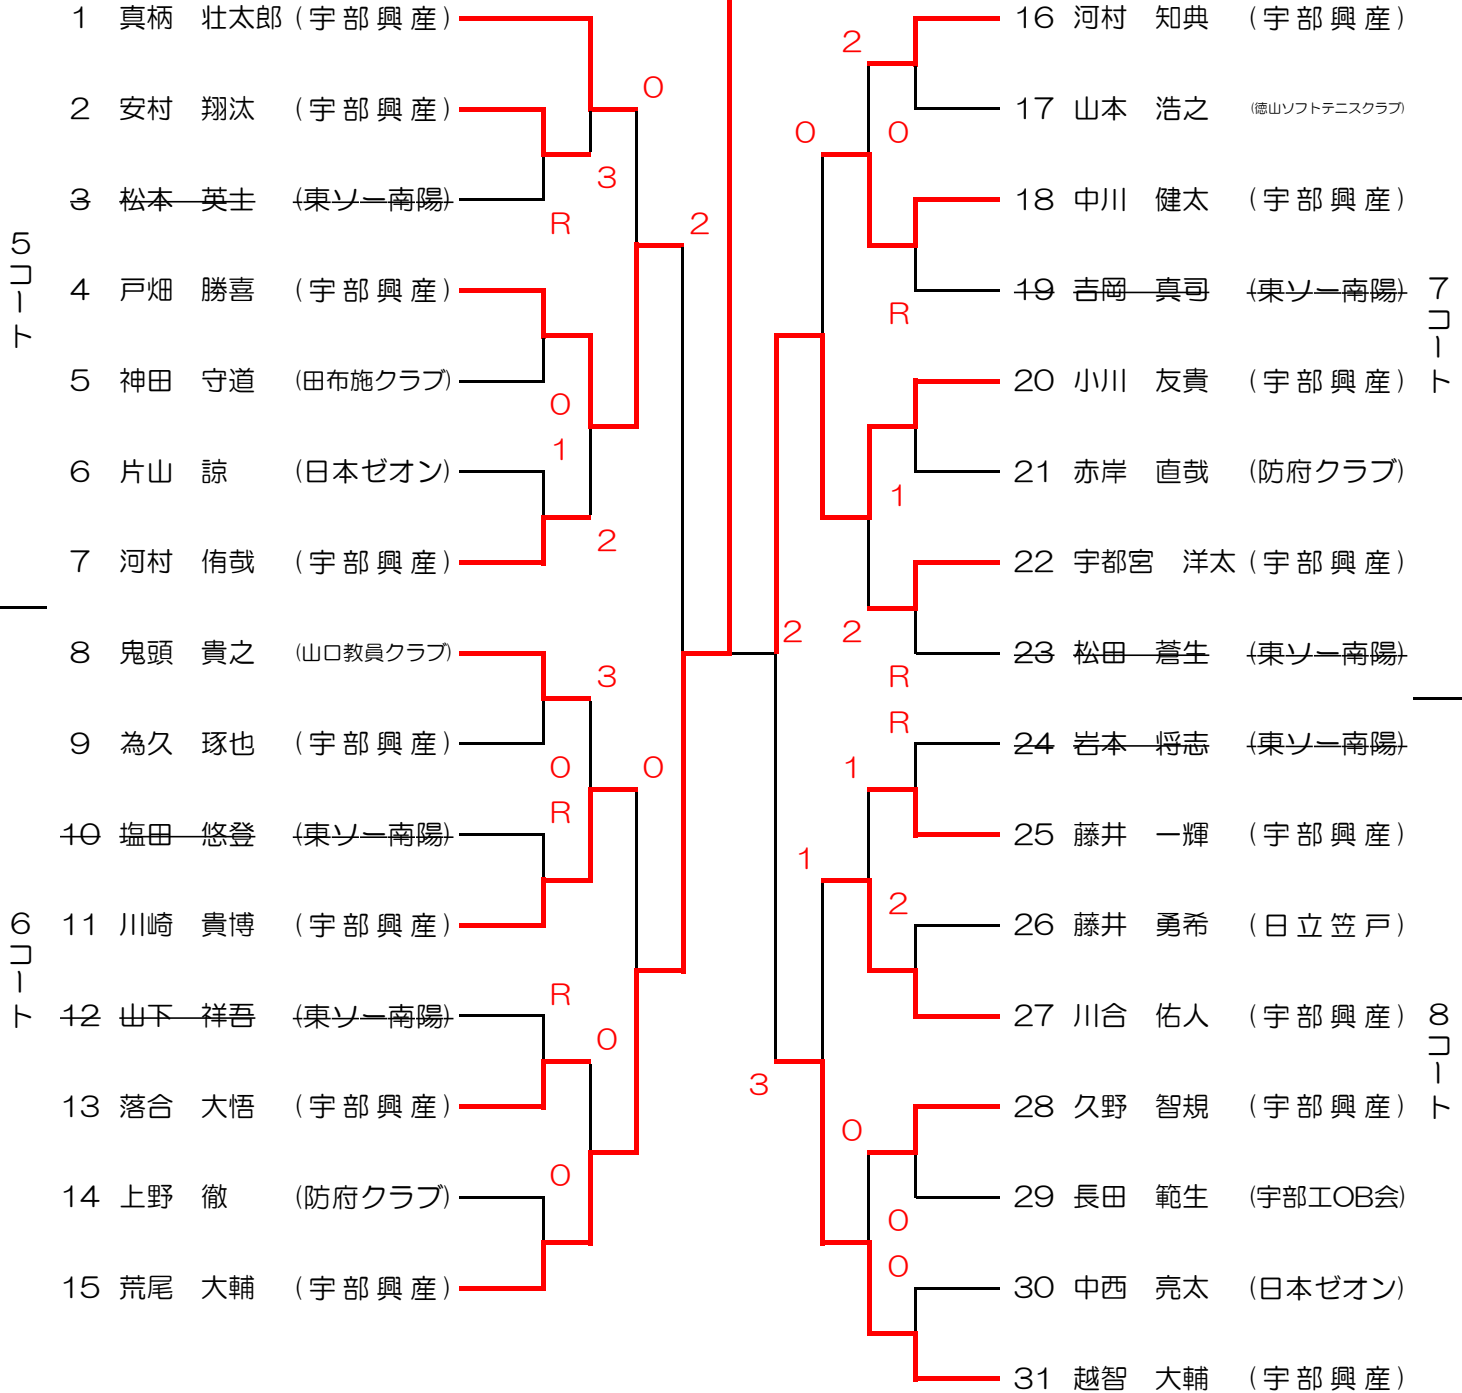 1 真柄 壮太郎 (宇部興産)
0
2 安村 翔汰 (宇部興産)
3
3 松本 英士 (東ソー南陽)
R
2
4 戸畑 勝喜 (宇部興産)
5 神田 守道 (田布施クラブ)
0
1
6 片山 諒 (日本ゼオン)
2
7 河村 侑哉 (宇部興産)
5コート
8 鬼頭 貴之 (山口教員クラブ)
3
9 為久 琢也 (宇部興産)
0
0
R
10 塩田 悠登 (東ソー南陽)
11 川崎 貴博 (宇部興産)
R
12 山下 祥吾 (東ソー南陽)
0
13 落合 大悟 (宇部興産)
0
14 上野 徹 (防府クラブ)
15 荒尾 大輔 (宇部興産)
6コート
16 河村 知典 (宇部興産)
2
17 山本 浩之 (徳山ソフトテニスクラブ)
0
0
18 中川 健太 (宇部興産)
19 吉岡 真司 (東ソー南陽)
R
20 小川 友貴 (宇部興産)
21 赤岸 直哉 (防府クラブ)
1
22 宇都宮 洋太 (宇部興産)
2
2
23 松田 蒼生 (東ソー南陽)
R
7コート
R
24 岩本 将志 (東ソー南陽)
1
25 藤井 一輝 (宇部興産)
1
2
26 藤井 勇希 (日立笠戸)
27 川合 佑人 (宇部興産)
3
28 久野 智規 (宇部興産)
0
29 長田 範生 (宇部工OB会)
0
0
30 中西 亮太 (日本ゼオン)
31 越智 大輔 (宇部興産)
8コート